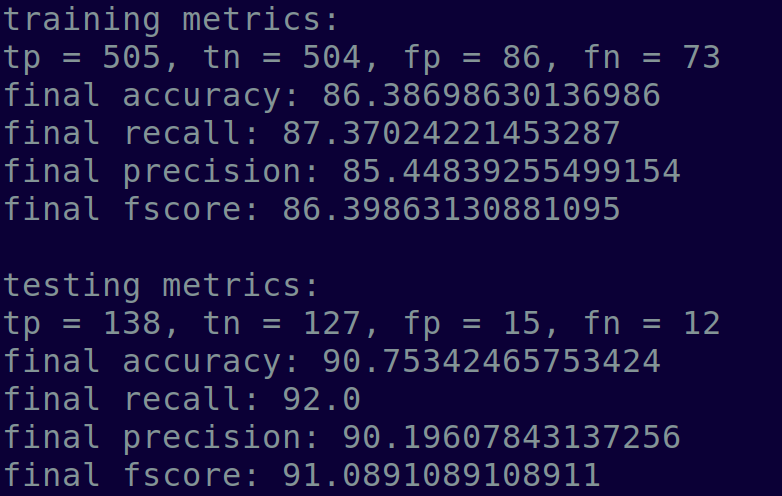 training metrics:
tp = 505, tn = 504, fp = 86, fn = 73
final accuracy: 86.38698630136986
final recall: 87.37024221453287
final precision: 85.44839255499154
final fscore: 86.39863130881095
testing metrics:
tp = 138, tn = 127, fp = 15, fn = 12
final accuracy: 90.75342465753424
final recall: 92.0
final precision: 90.19607843137256
final fscore: 91.0891089108911